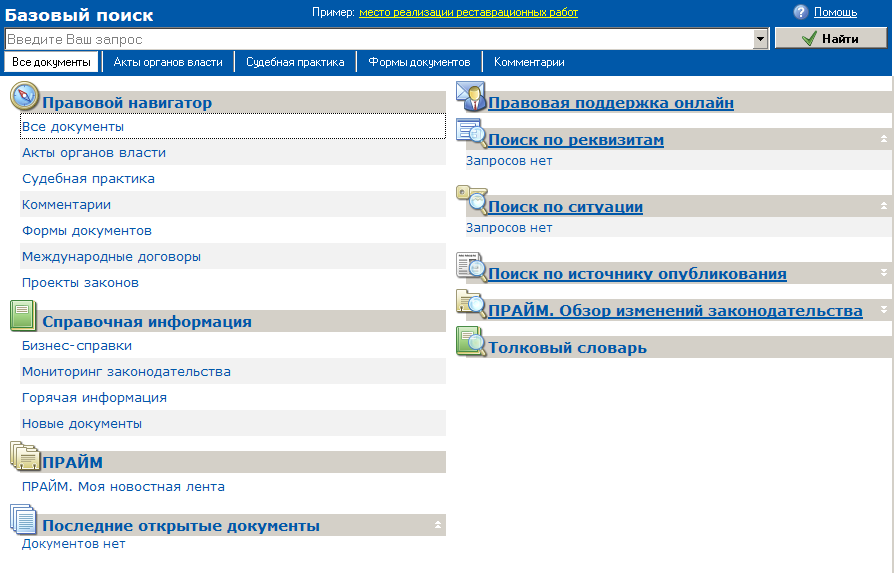 Базовый поиск
Пример: место реализации реставрационных работ
Помощь
Введите Ваш запрос
Найти
Все документы
Акты органов власти
Судебная практика
Формы документов
Комментарии
Правовой навигатор
Все документы
Акты органов власти
Судебная практика
Комментарии
Формы документов
Международные договоры
Проекты законов
Справочная информация
Бизнес-справки
Мониторинг законодательства
Горячая информация
Новые документы
ПРАЙМ
ПРАЙМ. Моя новостная лента
Последние открытые документы
Документов нет
Правовая поддержка онлайн
Поиск по реквизитам
Запросов нет
Поиск по ситуации
Запросов нет
Поиск по источнику опубликования
ПРАЙМ. Обзор изменений законодательства
Толковый словарь